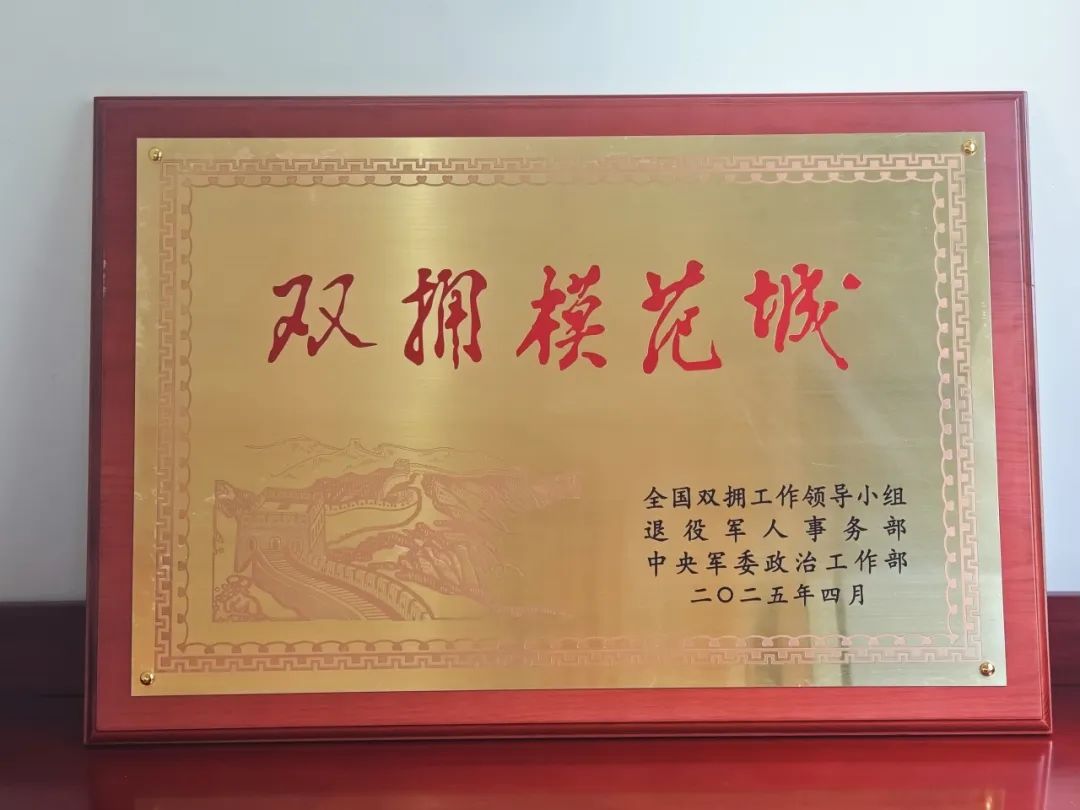 双拥模范城
全国双拥工作领导小组
退役军人事务部
中央军委政治工作部
二〇二五年四月